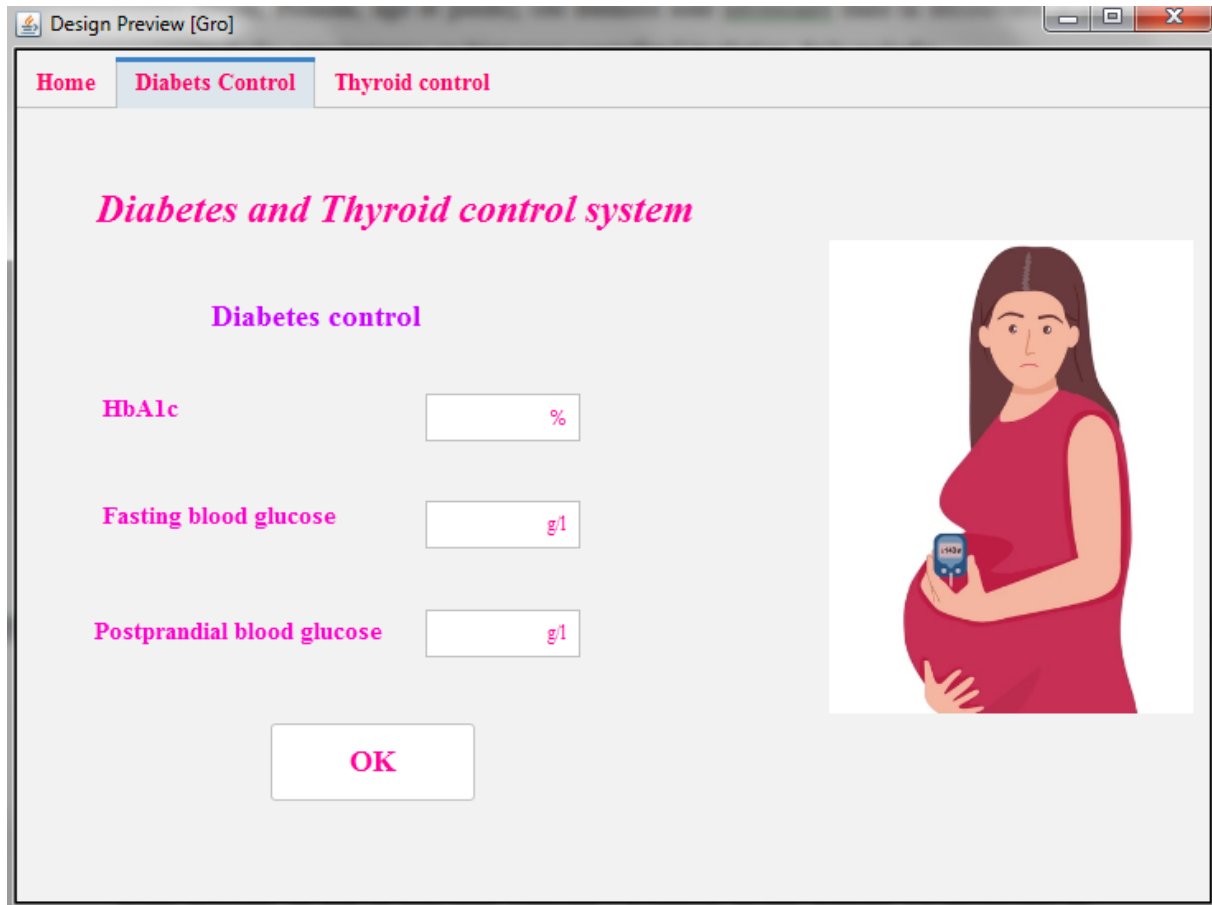 Design Preview [Gro]
Home Diabets Control Thyroid control
Diabetes and Thyroid control system
Diabetes control
HbA1c %
Fasting blood glucose g/l
Postprandial blood glucose g/l
OK